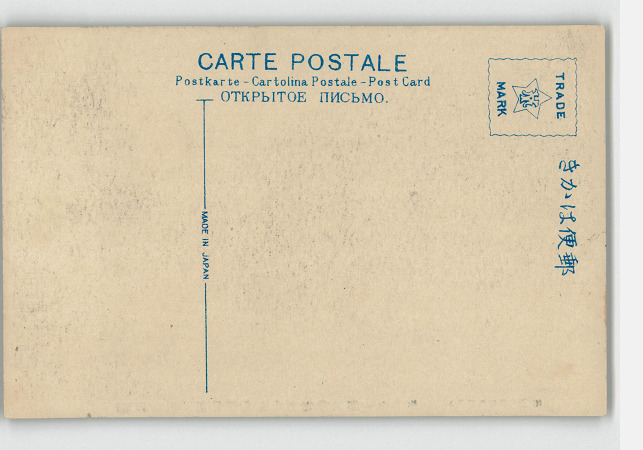 CARTE POSTALE
Postkarte - Cartolina Postale - Post Card
ОТКРЫТОЕ ПИСЬМО.
TRADE
MARK
きかは便郵
MADE IN JAPAN